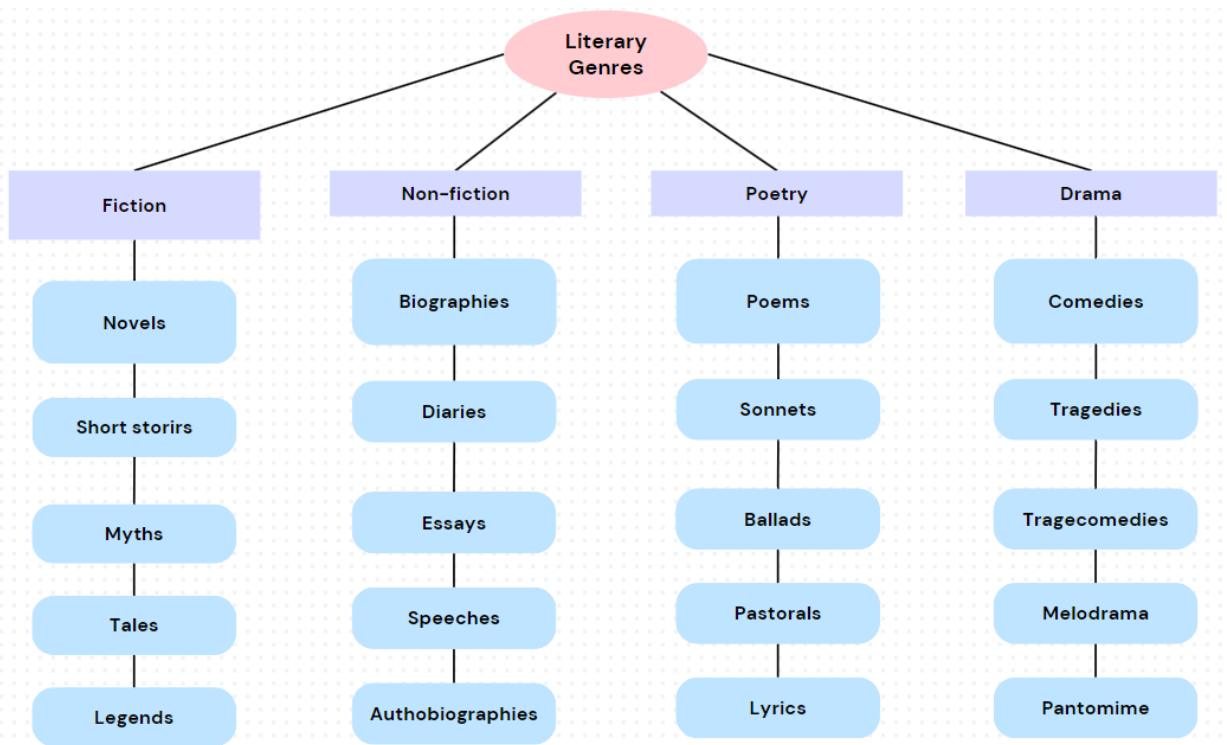 Literary
Genres
Fiction
Non-fiction
Poetry
Drama
Novels
Short storirs
Myths
Tales
Legends
Biographies
Diaries
Essays
Speeches
Authobiographies
Poems
Sonnets
Ballads
Pastorals
Lyrics
Comedies
Tragedies
Tragecomedies
Melodrama
Pantomime